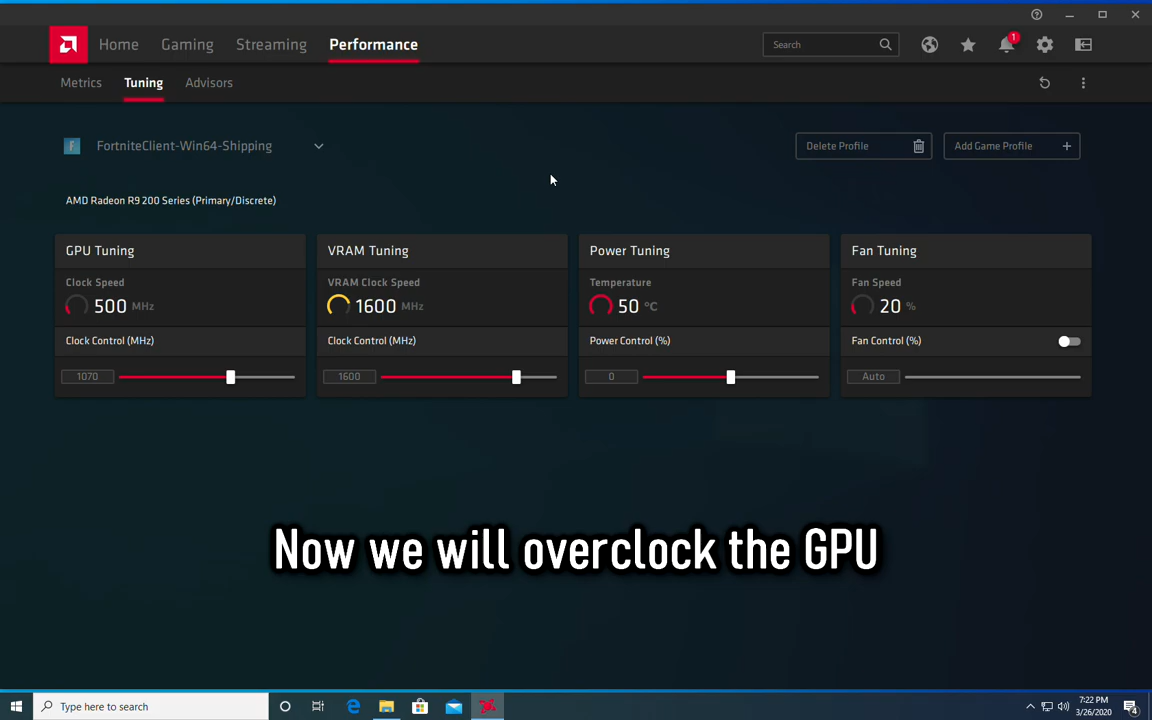 Home Gaming Streaming Performance Search 1
Metrics Tuning Advisors
FortniteClient-Win64-Shipping Delete Profile Add Game Profile
AMD Radeon R9 200 Series (Primary/Discrete)
GPU Tuning VRAM Tuning Power Tuning Fan Tuning
Clock Speed VRAM Clock Speed Temperature Fan Speed
500 MHz 1600 MHz 50 °C 20 %
Clock Control (MHz) Clock Control (MHz) Power Control (%) Fan Control (%)
1070 1600 0 Auto
Now we will overclock the GPU
Type here to search 7:22 PM
3/26/2020 4